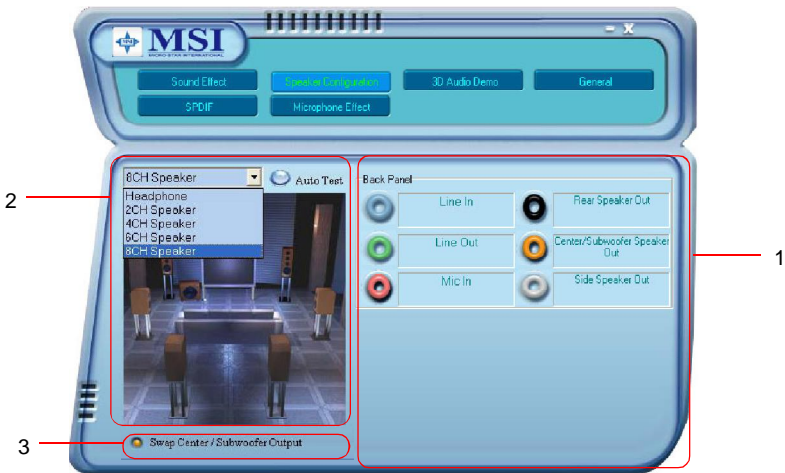 MSI
MSI
MICRO-STAR INTERNATIONAL
- X
Sound Effect
Speaker Configuration
3D Audio Demo
General
SPDIF
Microphone Effect
8CH Speaker
Auto Test
Headphone
2CH Speaker
4CH Speaker
6CH Speaker
8CH Speaker
Back Panel
Line In
Rear Speaker Out
Line Out
Center/Subwoofer Speaker
Out
Mic In
Side Speaker Out
Swap Center / Subwoofer Output
2
1
3